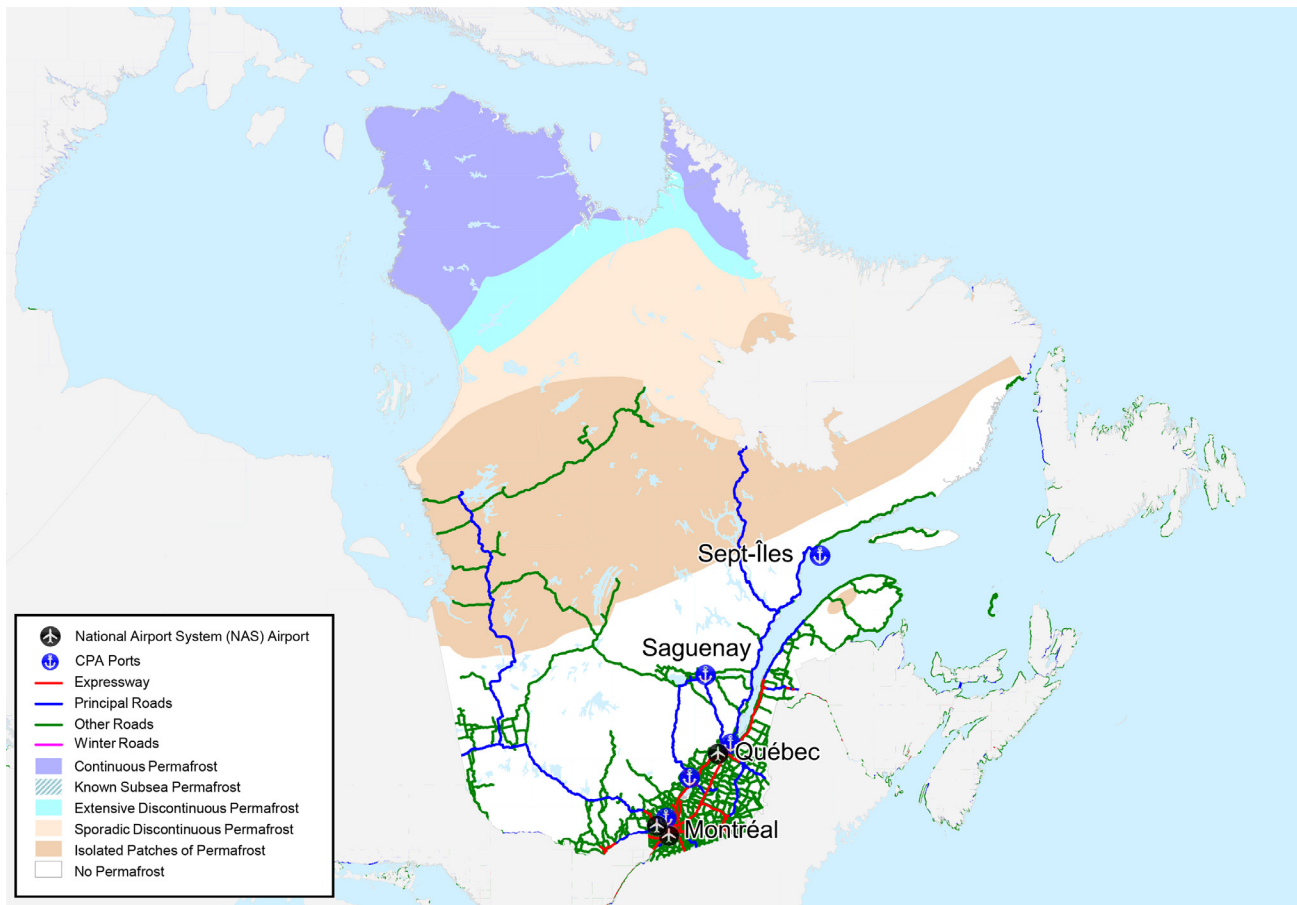 Sept-Îles
Saguenay
Québec
Montréal
National Airport System (NAS) Airport
CPA Ports
Expressway
Principal Roads
Other Roads
Winter Roads
Continuous Permafrost
Known Subsea Permafrost
Extensive Discontinuous Permafrost
Sporadic Discontinuous Permafrost
Isolated Patches of Permafrost
No Permafrost